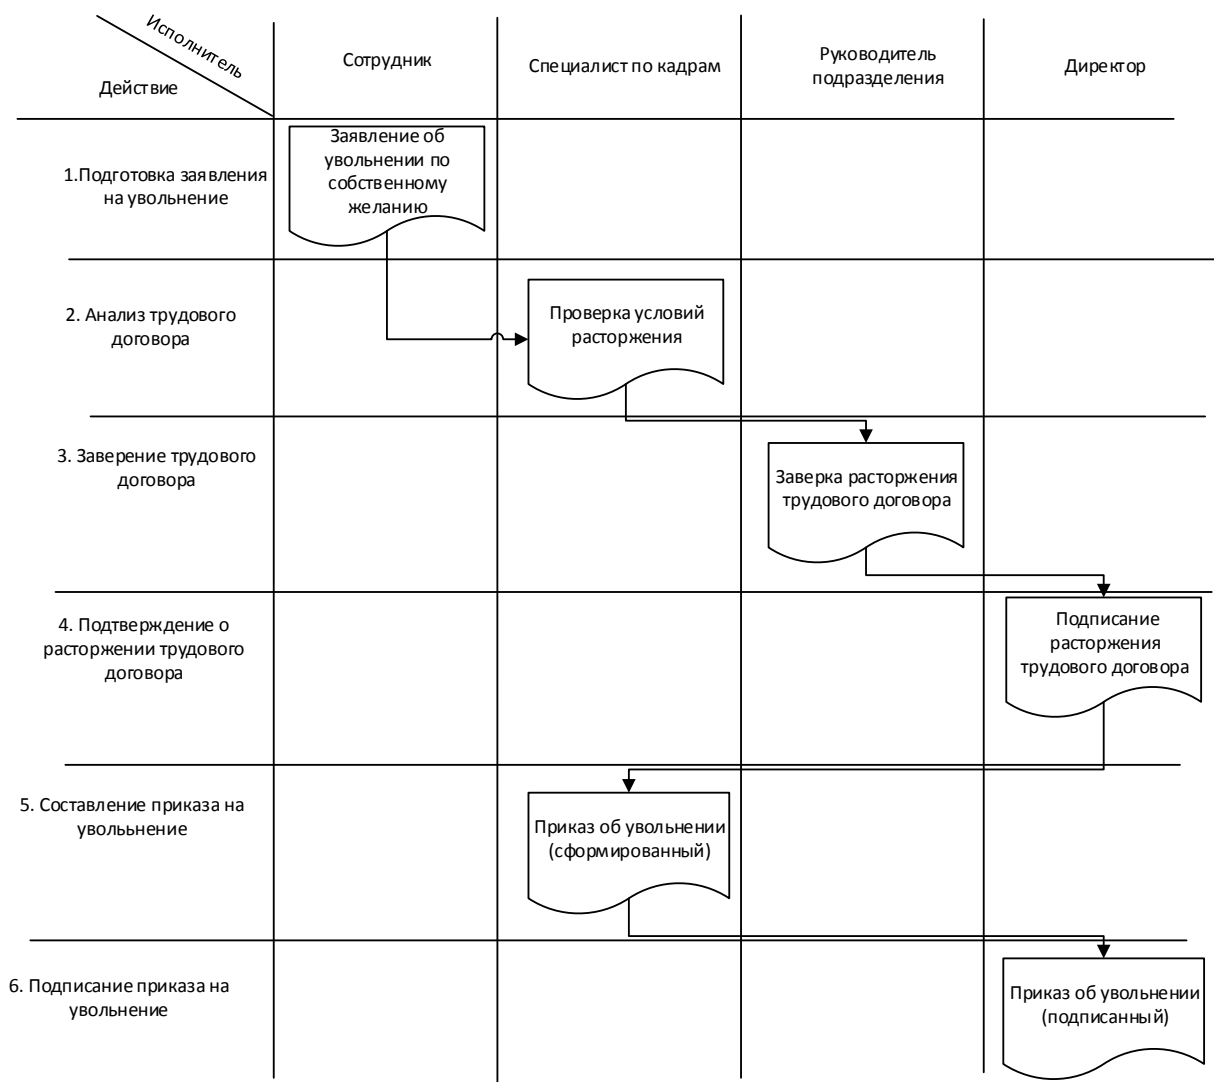 Исполнитель
Действие
Сотрудник
Специалист по кадрам
Руководитель
подразделения
Директор
1.Подготовка заявления
на увольнение
Заявление об
увольнении по
собственному
желанию
2. Анализ трудового
договора
Проверка условий
расторжения
3. Заверение трудового
договора
Заверка расторжения
трудового договора
4. Подтверждение о
расторжении трудового
договора
Подписание
расторжения
трудового договора
5. Составление приказа на
уволььнение
Приказ об увольнении
(сформированный)
6. Подписание приказа на
увольнение
Приказ об увольнении
(подписанный)